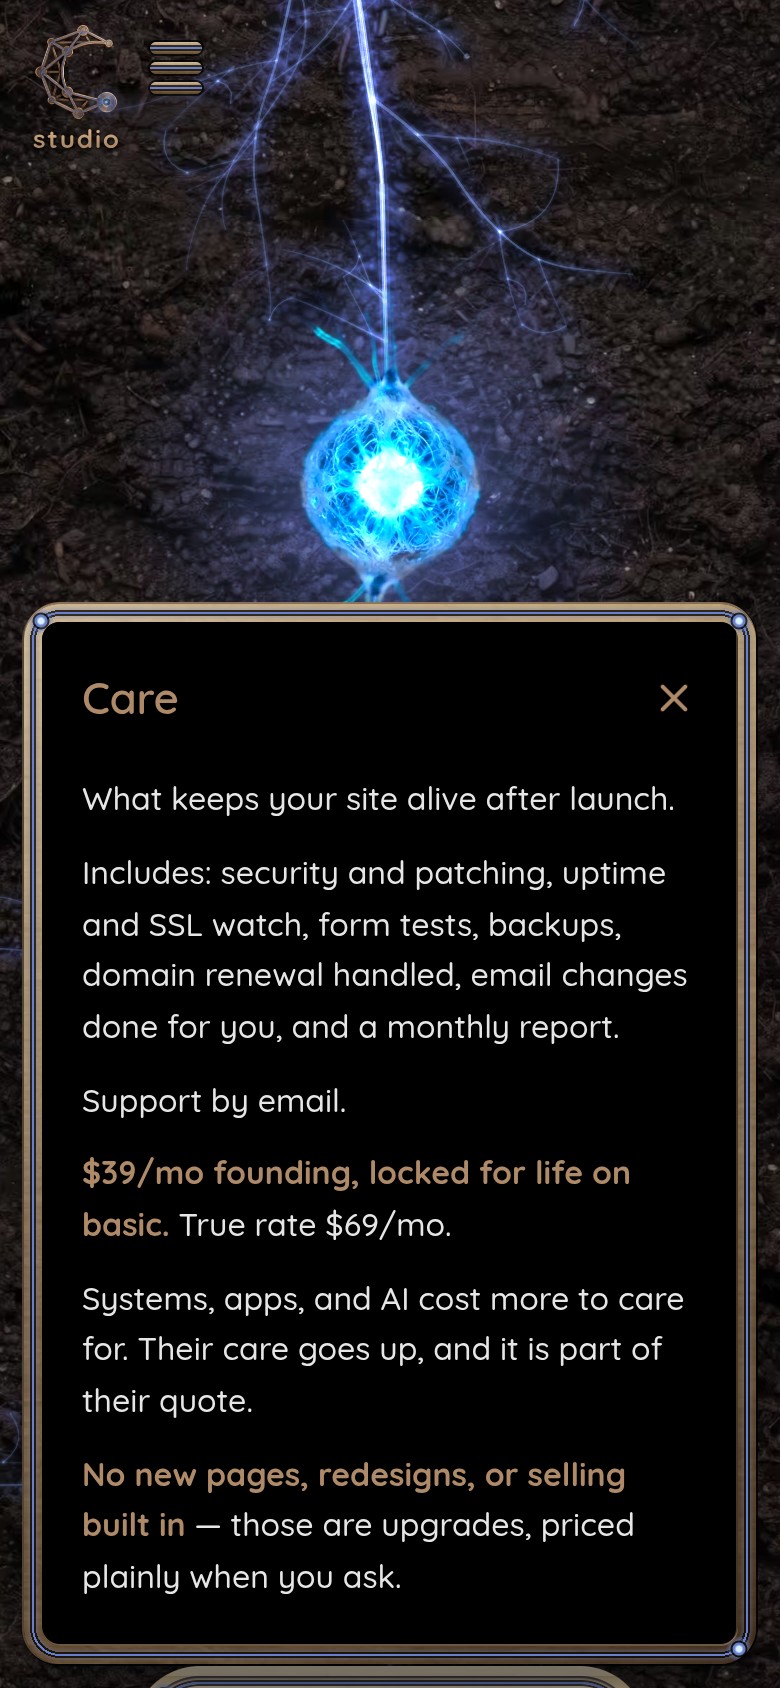 studio
Care
What keeps your site alive after launch.
Includes: security and patching, uptime
and SSL watch, form tests, backups,
domain renewal handled, email changes
done for you, and a monthly report.
Support by email.
$39/mo founding, locked for life on
basic. True rate $69/mo.
Systems, apps, and AI cost more to care
for. Their care goes up, and it is part of
their quote.
No new pages, redesigns, or selling
built in — those are upgrades, priced
plainly when you ask.